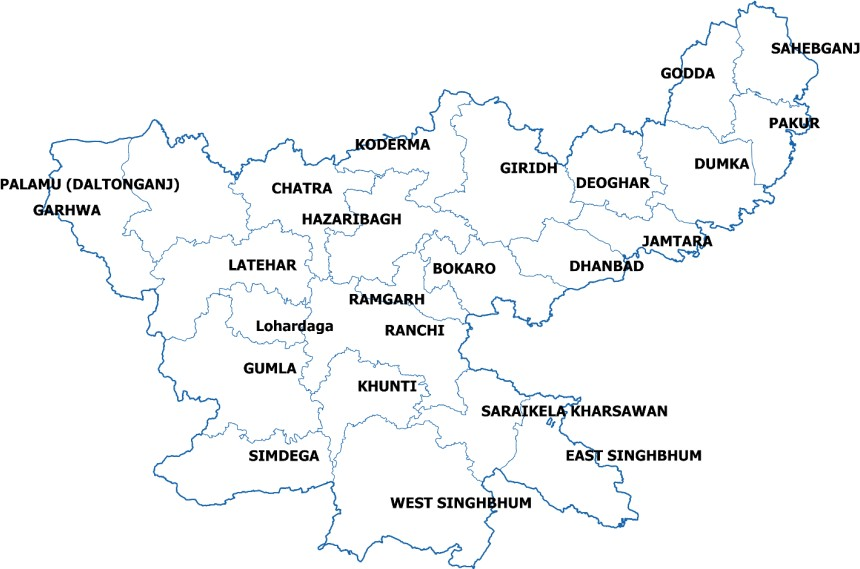 SAHEBGANJ
GODDA
PAKUR
KODERMA
DUMKA
GIRIDH
DEOGHAR
PALAMU (DALTONGANJ)
CHATRA
GARHWA
HAZARIBAGH
JAMTARA
LATEHAR
BOKARO
DHANBAD
RAMGARH
Lohardaga
RANCHI
GUMLA
KHUNTI
SARAIKELA KHARSAWAN
SIMDEGA
EAST SINGHBHUM
WEST SINGHBHUM